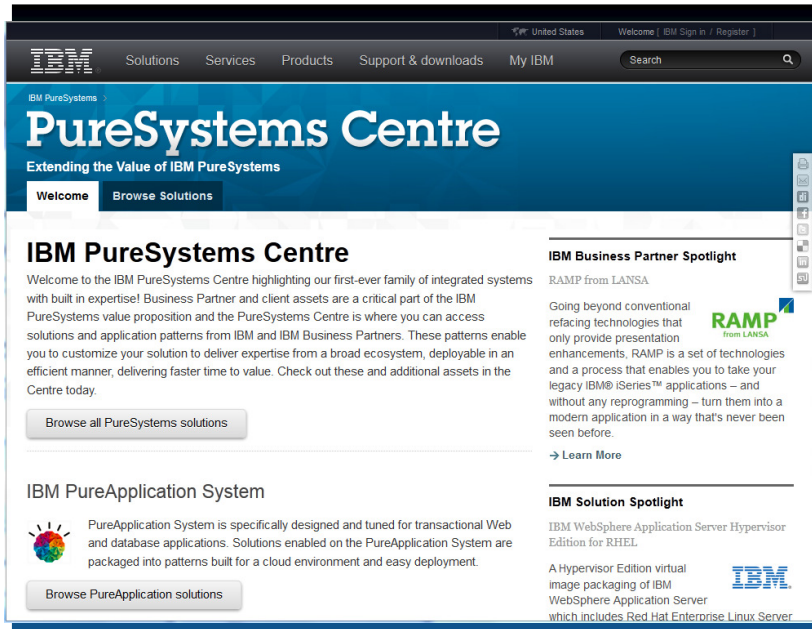 United States
Welcome [ IBM Sign in / Register ]
IBM
Solutions
Services
Products
Support & downloads
My IBM
Search
IBM PureSystems >
PureSystems Centre
Extending the Value of IBM PureSystems
Welcome
Browse Solutions
IBM PureSystems Centre
Welcome to the IBM PureSystems Centre highlighting our first-ever family of integrated systems
with built in expertise! Business Partner and client assets are a critical part of the IBM
PureSystems value proposition and the PureSystems Centre is where you can access
solutions and application patterns from IBM and IBM Business Partners. These patterns enable
you to customize your solution to deliver expertise from a broad ecosystem, deployable in an
efficient manner, delivering faster time to value. Check out these and additional assets in the
Centre today.
Browse all PureSystems solutions
IBM PureApplication System
PureApplication System is specifically designed and tuned for transactional Web
and database applications. Solutions enabled on the PureApplication System are
packaged into patterns built for a cloud environment and easy deployment.
Browse PureApplication solutions
IBM Business Partner Spotlight
RAMP from LANSA
Going beyond conventional
refacing technologies that
only provide presentation
RAMP
from LANSA
enhancements, RAMP is a set of technologies
and a process that enables you to take your
legacy IBM® iSeries™ applications – and
without any reprogramming – turn them into a
modern application in a way that's never been
seen before.
→ Learn More
IBM Solution Spotlight
IBM WebSphere Application Server Hypervisor
Edition for RHEL
A Hypervisor Edition virtual
image packaging of IBM
WebSphere Application Server
IBM.
which includes Red Hat Enterprise Linux Server